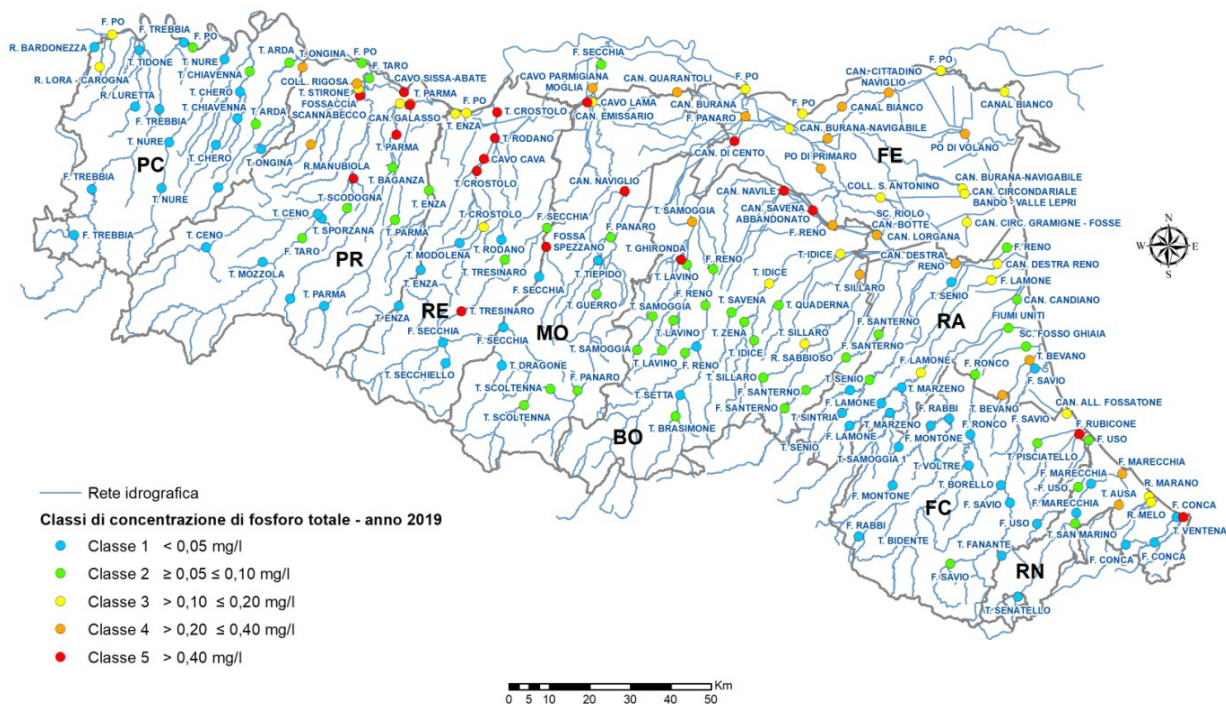 F. PO
F. TREBBIA
F. PO
R. BARDONEZZA
T. TIDONE
T. NURE
T. ARDA
T. ONGINA
F. PO
F. TARO
F. SECCHIA
R. LORA - CAROGNA
T. CHIAVENNA
COLL. RIGOSA
CAVO SISSA-ABATE
CAVO PARMIGIANA
MOGLIA
CAN. QUARANTOLI
F. PO
CAN.-CITTADINO
NAVIGLIO
F. PO
T. CHERO
T. STIRONE
T. PARMA
R. LURETTA
T. CHIAVENNA
T. ARDA
FOSSACCIA
SCANNABECCO
CAN. GALASSO
F. PO
T. ENZA
T. CROSTOLO
CAVO LAMA
CAN. EMISSARIO
CAN. BURANA
F. PANARO
F. PO
CANAL BIANCO
CANAL BIANCO
F. TREBBIA
T. NURE
T. CHERO
T. ONGINA
T. PARMA
T. RODANO
CAVO CAVA
CAN. DI CENTO
CAN. BURANA-NAVIGABILE
PO DI VOLANO
PO DI PRIMARO
FE
PC
R.MANUBIOLA
T. BAGANZA
T. CROSTOLO
CAN. NAVIGLIO
CAN. NAVILE
COLL. S. ANTONINO
CAN. BURANA-NAVIGABILE
CAN. CIRCONDARIALE
BANDO - VALLE LEPRI
F. TREBBIA
T. NURE
T. SCODOGNA
T. ENZA
CAN. SAVENA
ABBANDONATO
SC. RIOLO
CAN. BOTTE
CAN. CIRC. GRAMIGNE - FOSSE
T. CENO
T. SPORZANA
T. PARMA
T. CROSTOLO
F. SECCHIA
F. PANARO
T. SAMOGGIA
F. RENO
CAN. LORGANA
F. TREBBIA
T. CENO
F. TARO
T. MODOLENA
T. RODANO
FOSSA
SPEZZANO
T. GHIRONDA
F. RENO
T. IDICE
CAN. DESTRA
RENO
F. RENO
CAN. DESTRA RENO
PR
T. MOZZOLA
T. ENZA
T. TRESINARO
T. TIEPIDO
T. LAVINO
T. IDICE
T. SILLARO
F. LAMONE
F. SECCHIA
T. GUERRO
F. RENO
T. SAVENA
T. QUADERNA
T. SENIO
CAN. CANDIANO
T. PARMA
T. ENZA
RE
T. TRESINARO
MO
T. SAMOGGIA
T. ZENA
T. SILLARO
F. SANTERNO
RA
FIUMI UNITI
F. SECCHIA
F. SECCHIA
T. LAVINO
T. IDICE
R. SABBIOSO
F. SANTERNO
SC. FOSSO GHIAIA
T. SAMOGGIA
T. LAVINO
F. RENO
F. LAMONE
F. RONCO
T. BEVANO
T. SECCHIELLO
T. DRAGONE
T. SILLARO
T. SENIO
T. MARZENO
F. SAVIO
T. SCOLTENNA
F. PANARO
T. SETTA
F. SANTERNO
F. LAMONE
T. BEVANO
CAN. ALL. FOSSATONE
T. SCOLTENNA
BO
T. BRASIMONE
F. SANTERNO
T. SINTRIA
T. MARZENO
F. RABBI
F. RONCO
F. SAVIO
F. RUBICONE
F. LAMONE
F. MONTONE
F. USO
T. SENIO
T. SAMOGGIA 1
T. VOLTRE
T. PISCIATELLO
F. MARECCHIA
F. MARECCHIA
F. MONTONE
T. BORELLO
F. USO
R. MARANO
FC
F. SAVIO
F. MARECCHIA
T. AUSA
F. CONCA
F. RABBI
F. USO
R. MELO
T. VENTENA
T. BIDENTE
T. FANANTE
T. SAN MARINO
F. CONCA
F. CONCA
F. SAVIO
RN
T. SENATELLO
N
W
E
S
Rete idrografica
Classi di concentrazione di fosforo totale - anno 2019
Classe 1 < 0,05 mg/l
Classe 2 ≥ 0,05 ≤ 0,10 mg/l
Classe 3 > 0,10 ≤ 0,20 mg/l
Classe 4 > 0,20 ≤ 0,40 mg/l
Classe 5 > 0,40 mg/l
Km
0 5 10 20 30 40 50